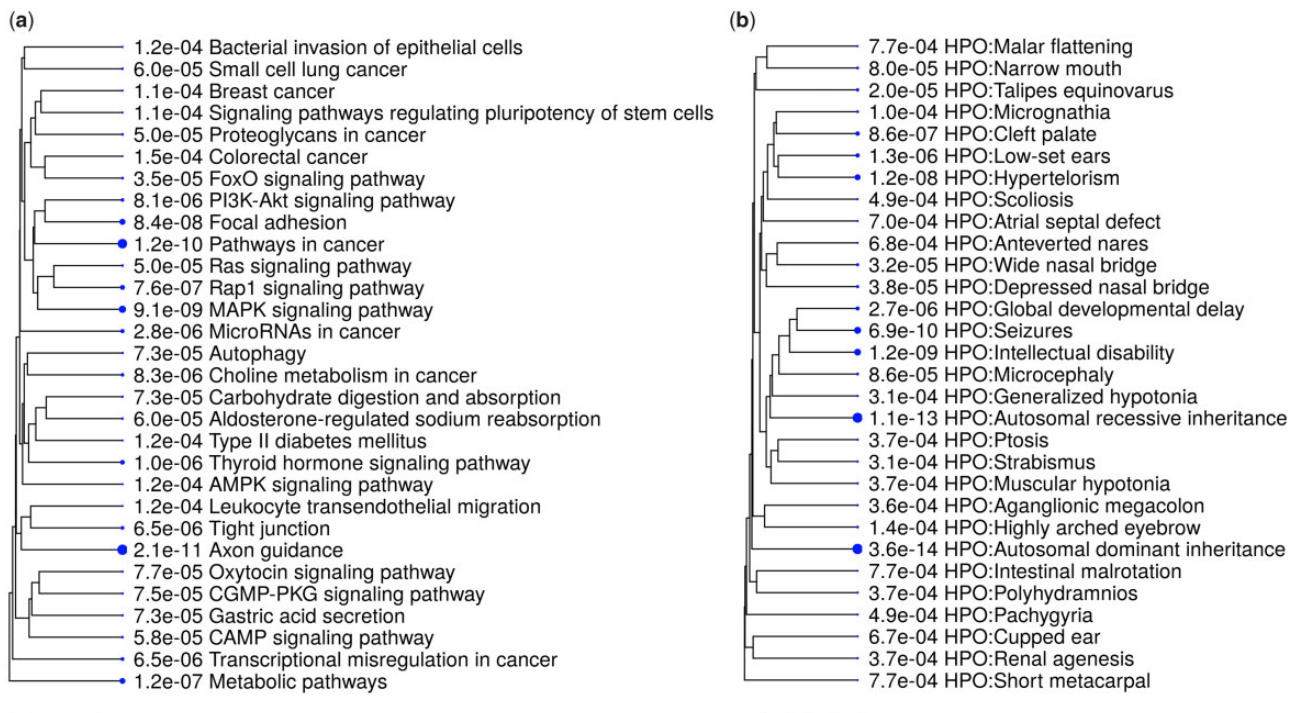 (a)
1.2e-04 Bacterial invasion of epithelial cells
6.0e-05 Small cell lung cancer
1.1e-04 Breast cancer
1.1e-04 Signaling pathways regulating pluripotency of stem cells
5.0e-05 Proteoglycans in cancer
1.5e-04 Colorectal cancer
3.5e-05 FoxO signaling pathway
8.1e-06 PI3K-Akt signaling pathway
8.4e-08 Focal adhesion
1.2e-10 Pathways in cancer
5.0e-05 Ras signaling pathway
7.6e-07 Rap1 signaling pathway
9.1e-09 MAPK signaling pathway
2.8e-06 MicroRNAs in cancer
7.3e-05 Autophagy
8.3e-06 Choline metabolism in cancer
7.3e-05 Carbohydrate digestion and absorption
6.0e-05 Aldosterone-regulated sodium reabsorption
1.2e-04 Type II diabetes mellitus
1.0e-06 Thyroid hormone signaling pathway
1.2e-04 AMPK signaling pathway
1.2e-04 Leukocyte transendothelial migration
6.5e-06 Tight junction
2.1e-11 Axon guidance
7.7e-05 Oxytocin signaling pathway
7.5e-05 CGMP-PKG signaling pathway
7.3e-05 Gastric acid secretion
5.8e-05 CAMP signaling pathway
6.5e-06 Transcriptional misregulation in cancer
1.2e-07 Metabolic pathways
(b)
7.7e-04 HPO:Malar flattening
8.0e-05 HPO:Narrow mouth
2.0e-05 HPO:Talipes equinovarus
1.0e-04 HPO:Micrognathia
8.6e-07 HPO:Cleft palate
1.3e-06 HPO:Low-set ears
1.2e-08 HPO:Hypertelorism
4.9e-04 HPO:Scoliosis
7.0e-04 HPO:Atrial septal defect
6.8e-04 HPO:Anteverted nares
3.2e-05 HPO:Wide nasal bridge
3.8e-05 HPO:Depressed nasal bridge
2.7e-06 HPO:Global developmental delay
6.9e-10 HPO:Seizures
1.2e-09 HPO:Intellectual disability
8.6e-05 HPO:Microcephaly
3.1e-04 HPO:Generalized hypotonia
1.1e-13 HPO:Autosomal recessive inheritance
3.7e-04 HPO:Ptosis
3.1e-04 HPO:Strabismus
3.7e-04 HPO:Muscular hypotonia
3.6e-04 HPO:Aganglionic megacolon
1.4e-04 HPO:Highly arched eyebrow
3.6e-14 HPO:Autosomal dominant inheritance
7.7e-04 HPO:Intestinal malrotation
3.7e-04 HPO:Polyhydramnios
4.9e-04 HPO:Pachygyria
6.7e-04 HPO:Cupped ear
3.7e-04 HPO:Renal agenesis
7.7e-04 HPO:Short metacarpal